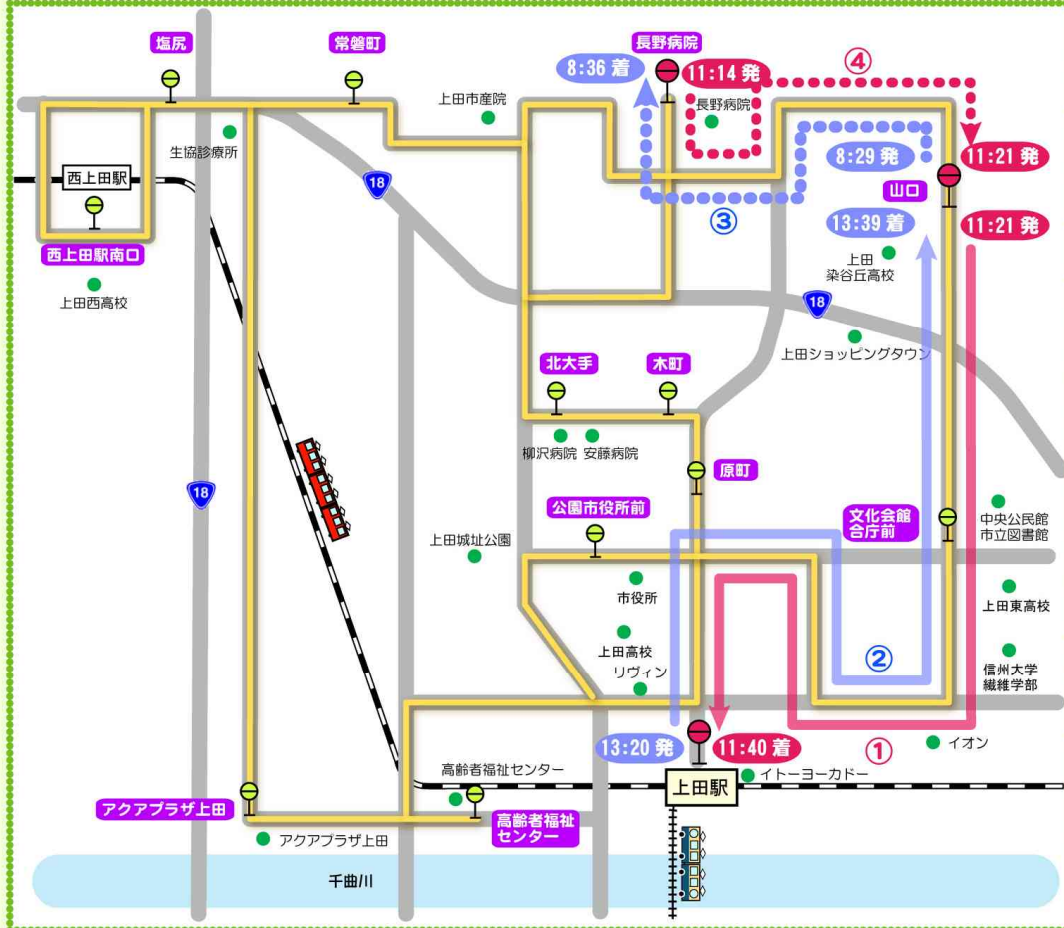 塩尻
常磐町
長野病院
8:36 着
11:14 発
④
上田市産院
長野病院
生協診療所
8:29 発
11:21 発
西上田駅
18
山口
③
13:39 着
11:21 発
西上田駅南口
上田
染谷丘高校
上田西高校
18
上田ショッピングタウン
北大手
木町
柳沢病院
安藤病院
原町
18
公園市役所前
文化会館
合庁前
中央公民館
市立図書館
上田城址公園
市役所
上田東高校
上田高校
②
リヴィン
信州大学
繊維学部
13:20 発
11:40 着
①
イオン
高齢者福祉センター
上田駅
イトーヨーカドー
アクアプラザ上田
高齢者福祉
センター
アクアプラザ上田
千曲川